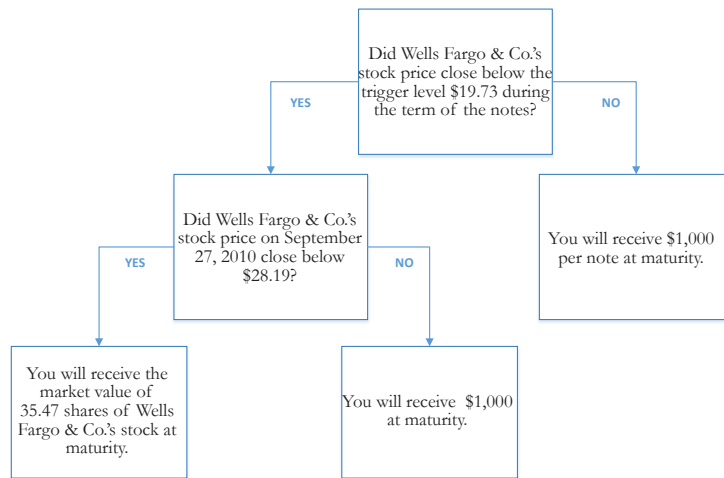 Did Wells Fargo & Co.'s
stock price close below the
trigger level $19.73 during
the term of the notes?
YES
NO
Did Wells Fargo & Co.'s
stock price on September
27, 2010 close below
$28.19?
You will receive $1,000
per note at maturity.
YES
NO
You will receive the
market value of
35.47 shares of Wells
Fargo & Co.'s stock at
maturity.
You will receive $1,000
at maturity.